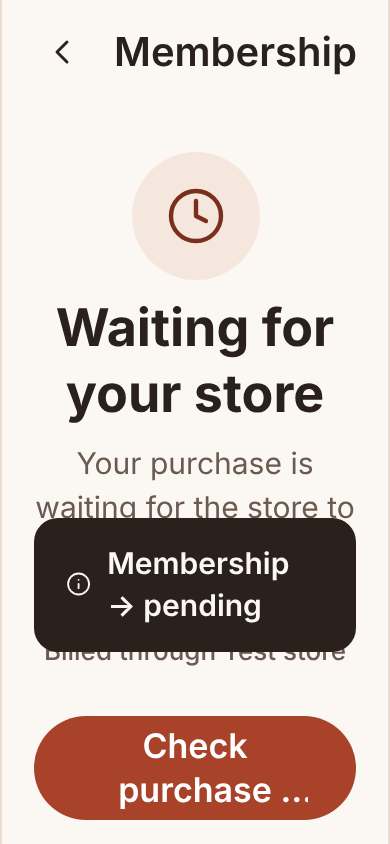 Membership
Waiting for
your store
Your purchase is
waiting for the store to
Membership
→ pending
Billed through Test store
Check
purchase ...